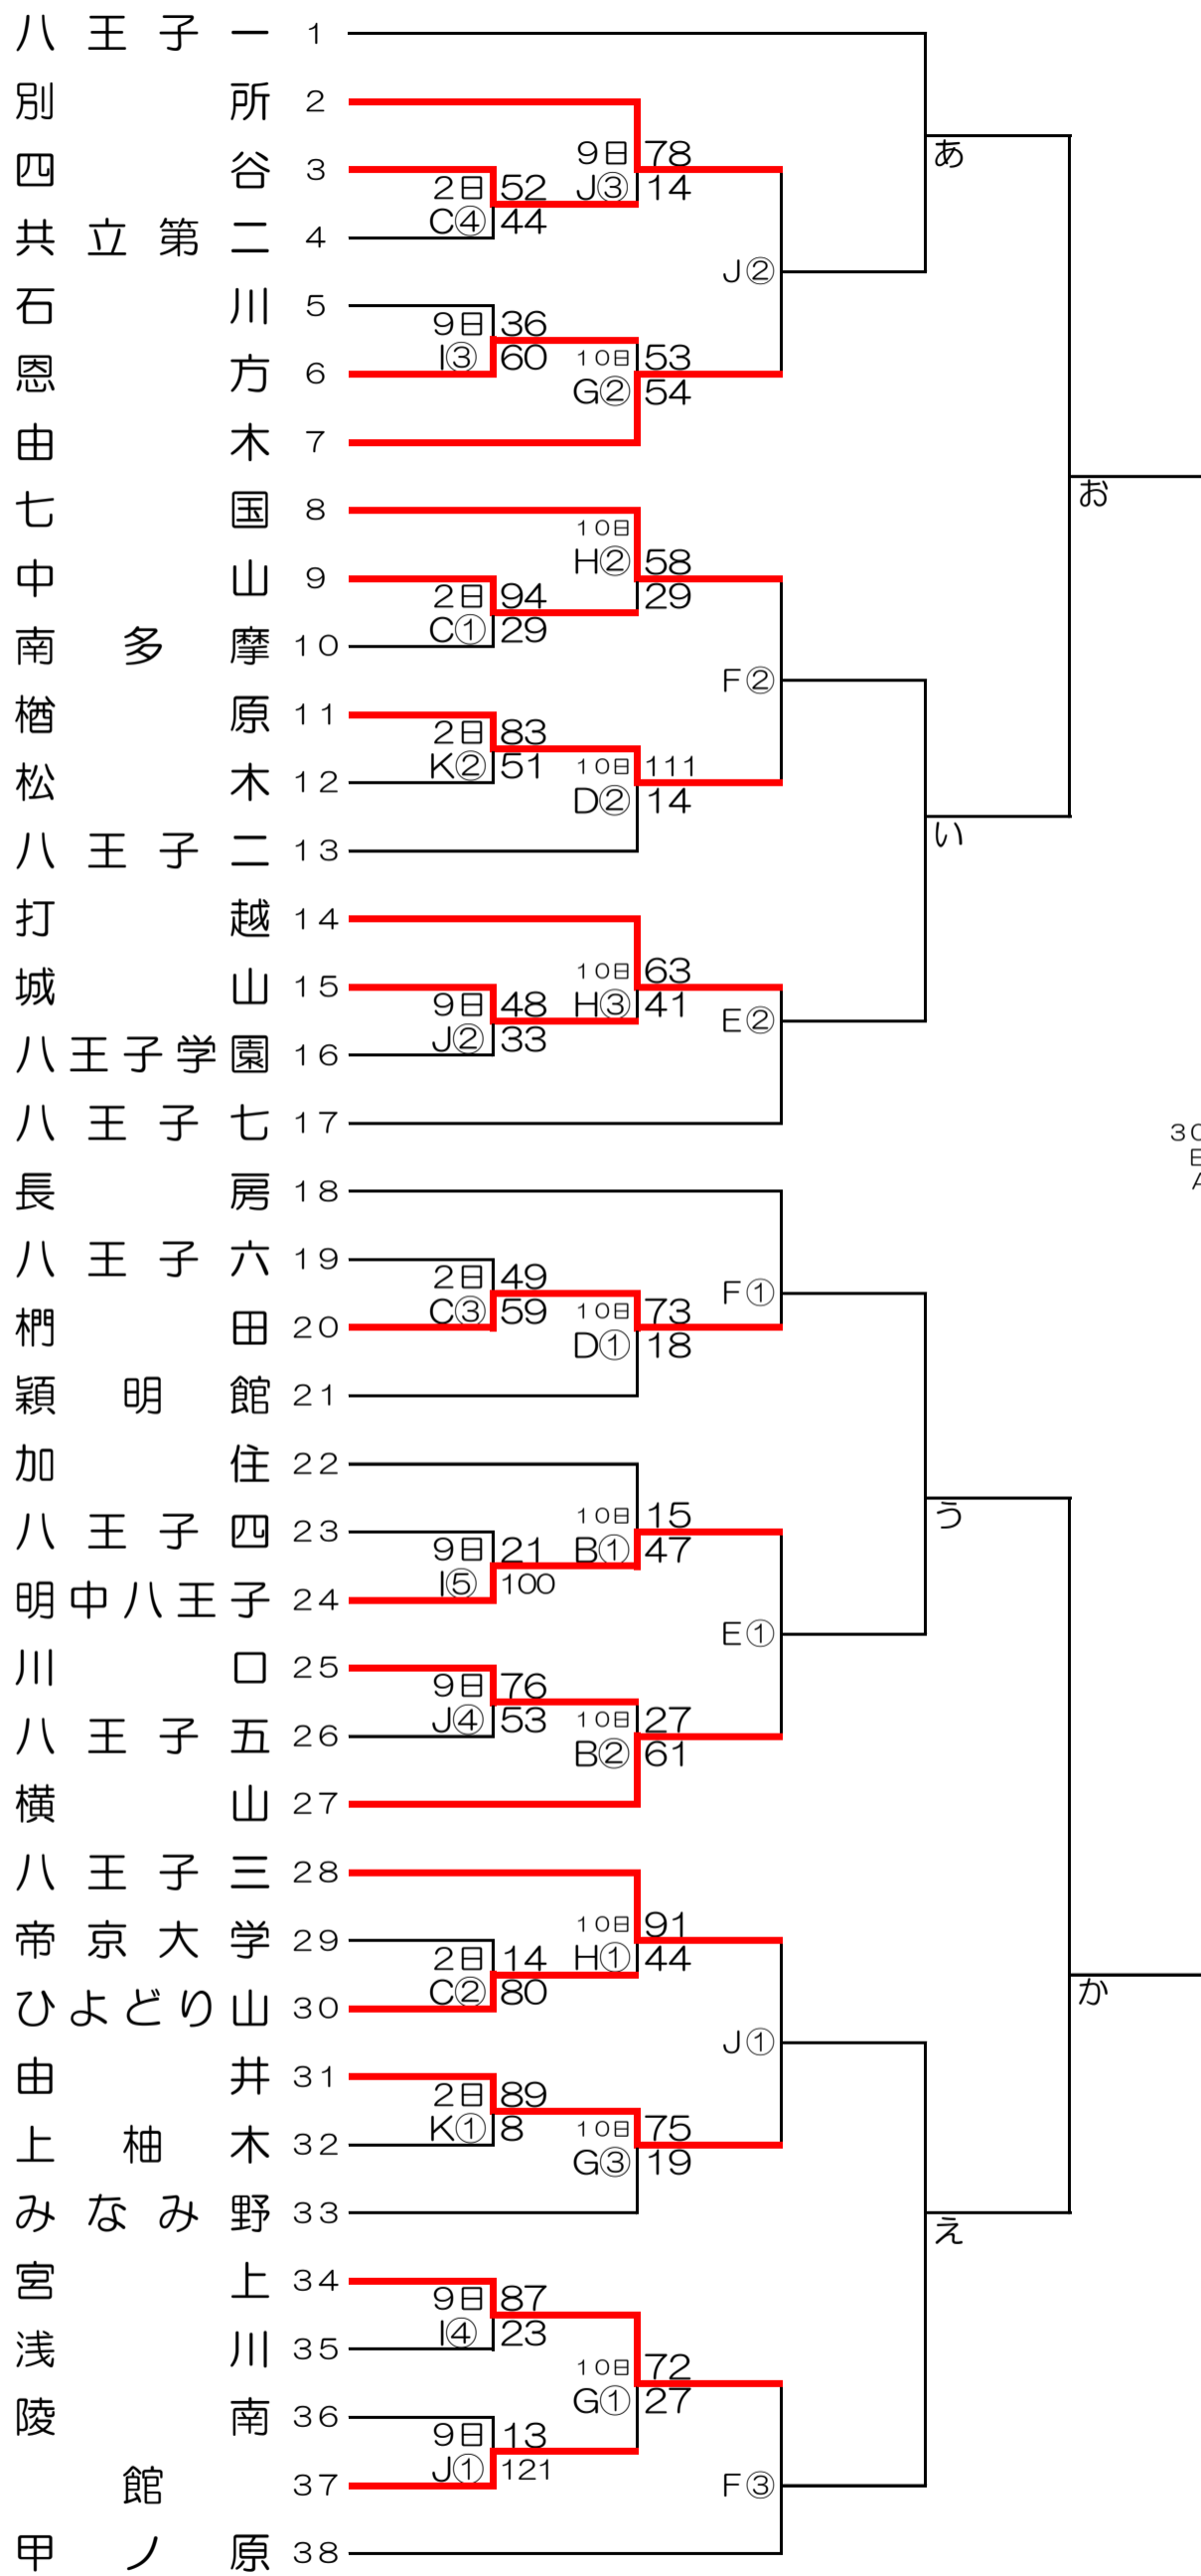 八王子一 1
別所 2
四谷 3
共立第二 4
石川 5
恩方 6
由木 7
七国 8
中山 9
南多摩 10
楢原 11
松木 12
八王子二 13
打越 14
城山 15
八王子学園 16
八王子七 17
長房 18
八王子六 19
椚田 20
穎明館 21
加住 22
八王子四 23
明中八王子 24
川口 25
八王子五 26
横山 27
八王子三 28
帝京大学 29
ひよどり山 30
由井 31
上柚木 32
みなみ野 33
宮上 34
浅川 35
陵南 36
館 37
甲ノ原 38
2日 52
C④ 44
9日 36
I③ 60
2日 94
C① 29
2日 83
K② 51
9日 48
J② 33
2日 49
C③ 59
9日 21
I⑤ 100
9日 76
J④ 53
2日 14
C② 80
2日 89
K① 8
9日 87
I④ 23
9日 13
J① 121
9日 78
J③ 14
10日 53
G② 54
10日
H② 58
29
10日 111
D② 14
10日 63
H③ 41
10日 73
D① 18
10日 15
B① 47
10日 27
B② 61
10日 91
H① 44
10日 75
G③ 19
10日 72
G① 27
J②
F②
E②
F①
E①
J①
F③
あ
い
う
え
お
か
30